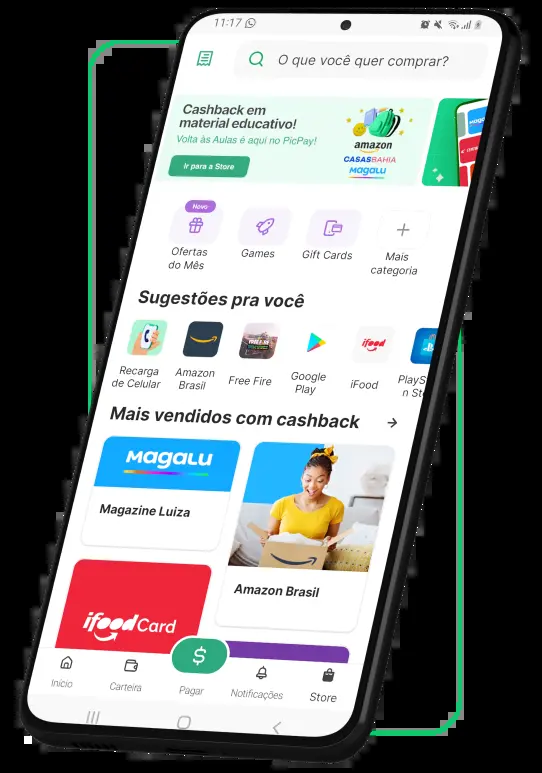 11:17
O que você quer comprar?
Cashback em
material educativo!
Volta às Aulas é aqui no PicPay!
Ir para a Store
amazon
CASASBAHIA
MAGALU
Novo
Ofertas
do Mês
Games
Gift Cards
Mais
categoria
Sugestões pra você
Recarga
de Celular
Amazon
Brasil
Free Fire
Google
Play
ifood
iFood
PlayS
n St
Mais vendidos com cashback
MAGALU
Magazine Luiza
Amazon Brasil
ifood Card
Início
Carteira
$
Pagar
Notificações
Store